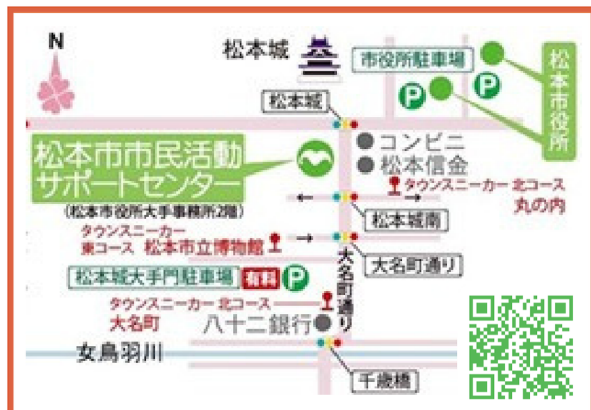 N
松本城
市役所駐車場
P
P
松本市役所
松本城
コンビニ
松本信金
松本市市民活動
サポートセンター
(松本市役所大手事務所2階)
タウンスニーカー 北コース
丸の内
松本城南
タウンスニーカー
東コース 松本市立博物館
大名町通り
大名町通り
松本城大手門駐車場 有料 P
タウンスニーカー 北コース
大名町
八十二銀行
女鳥羽川
千歳橋